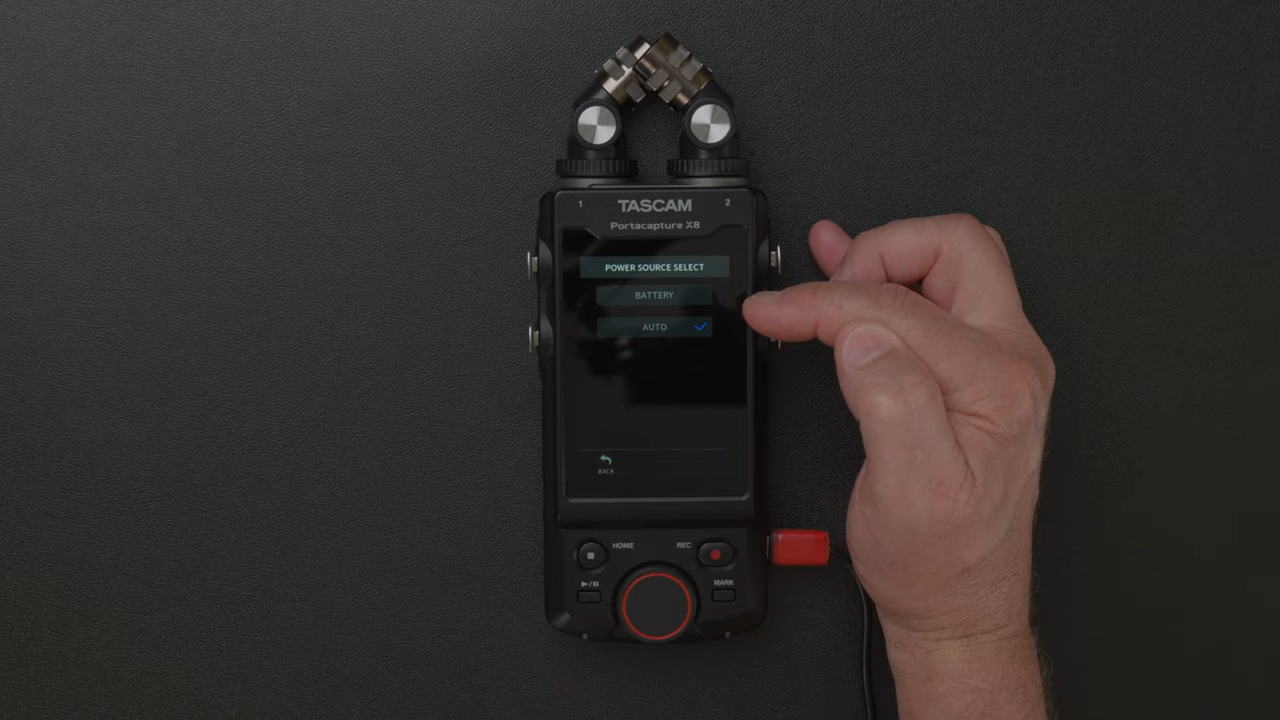 1 TASCAM 2
Portacapture X8
POWER SOURCE SELECT
BATTERY
AUTO
BACK
HOME REC
MARK